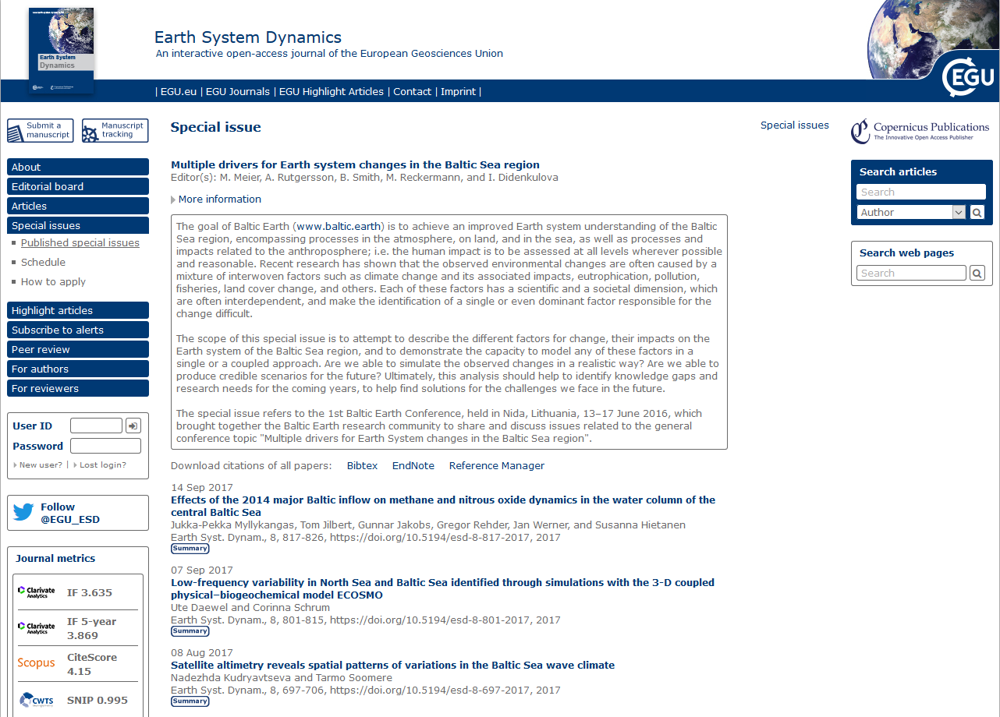 Earth System
Dynamics
Earth System Dynamics
An interactive open-access journal of the European Geosciences Union
EGU
| EGU.eu | EGU Journals | EGU Highlight Articles | Contact | Imprint |
Submit a
manuscript
Manuscript
tracking
About
Editorial board
Articles
Special issues
Published special issues
Schedule
How to apply
Highlight articles
Subscribe to alerts
Peer review
For authors
For reviewers
User ID
Password
New user? | Lost login?
Follow
@EGU_ESD
Journal metrics
Clarivate
Analytics
IF 3.635
Clarivate
Analytics
IF 5-year
3.869
Scopus
CiteScore
4.15
CWTS
SNIP 0.995
Special issue
Special issues
Multiple drivers for Earth system changes in the Baltic Sea region
Editor(s): M. Meier, A. Rutgersson, B. Smith, M. Reckermann, and I. Didenkulova
More information
The goal of Baltic Earth (www.baltic.earth) is to achieve an improved Earth system understanding of the Baltic
Sea region, encompassing processes in the atmosphere, on land, and in the sea, as well as processes and
impacts related to the anthroposphere; i.e. the human impact is to be assessed at all levels wherever possible
and reasonable. Recent research has shown that the observed environmental changes are often caused by a
mixture of interwoven factors such as climate change and its associated impacts, eutrophication, pollution,
fisheries, land cover change, and others. Each of these factors has a scientific and a societal dimension, which
are often interdependent, and make the identification of a single or even dominant factor responsible for the
change difficult.
The scope of this special issue is to attempt to describe the different factors for change, their impacts on the
Earth system of the Baltic Sea region, and to demonstrate the capacity to model any of these factors in a
single or a coupled approach. Are we able to simulate the observed changes in a realistic way? Are we able to
produce credible scenarios for the future? Ultimately, this analysis should help to identify knowledge gaps and
research needs for the coming years, to help find solutions for the challenges we face in the future.
The special issue refers to the 1st Baltic Earth Conference, held in Nida, Lithuania, 13–17 June 2016, which
brought together the Baltic Earth research community to share and discuss issues related to the general
conference topic "Multiple drivers for Earth System changes in the Baltic Sea region".
Download citations of all papers: Bibtex EndNote Reference Manager
14 Sep 2017
Effects of the 2014 major Baltic inflow on methane and nitrous oxide dynamics in the water column of the
central Baltic Sea
Jukka-Pekka Myllykangas, Tom Jilbert, Gunnar Jakobs, Gregor Rehder, Jan Werner, and Susanna Hietanen
Earth Syst. Dynam., 8, 817-826, https://doi.org/10.5194/esd-8-817-2017, 2017
Summary
07 Sep 2017
Low-frequency variability in North Sea and Baltic Sea identified through simulations with the 3-D coupled
physical–biogeochemical model ECOSMO
Ute Daewel and Corinna Schrum
Earth Syst. Dynam., 8, 801-815, https://doi.org/10.5194/esd-8-801-2017, 2017
Summary
08 Aug 2017
Satellite altimetry reveals spatial patterns of variations in the Baltic Sea wave climate
Nadezhda Kudryavtseva and Tarmo Soomere
Earth Syst. Dynam., 8, 697-706, https://doi.org/10.5194/esd-8-697-2017, 2017
Summary
Copernicus Publications
The Innovative Open Access Publisher
Search articles
Search
Author
Search web pages
Search